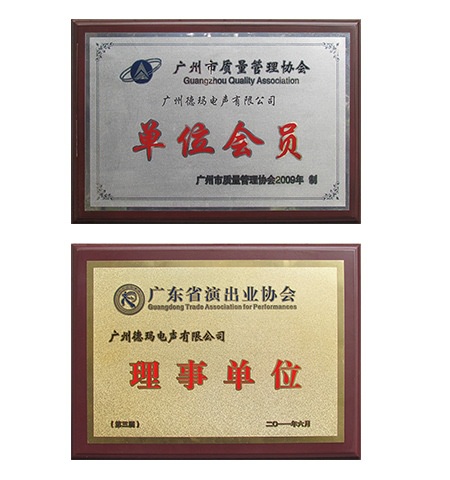 广州市质量管理协会
Guangzhou Quality Association
广州德玛电声有限公司
单位会员
广州市质量管理协会2009年 制
广东省演出业协会
Guangdong Trade Association for Performances
广州德玛电声有限公司
理事单位
（第三届）
二〇一一年六月